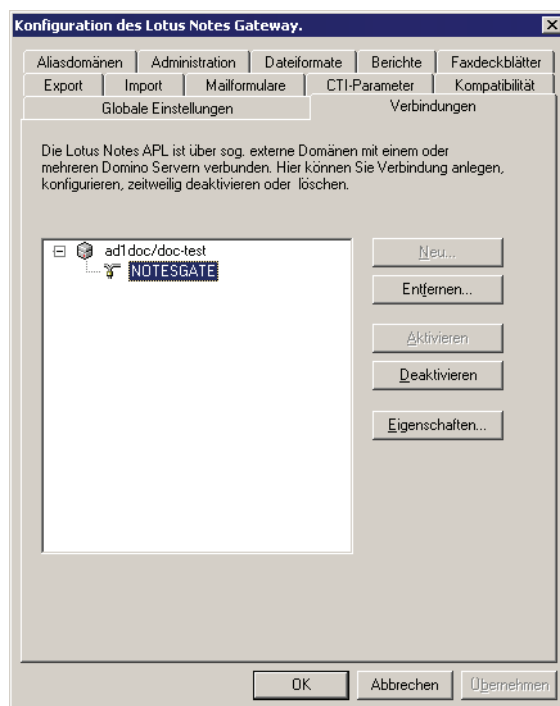 Konfiguration des Lotus Notes Gateway.
Aliasdomänen Administration Dateiformate Berichte Faxdeckblätter
Export Import Mailformulare CTI-Parameter Kompatibilität
Globale Einstellungen Verbindungen
Die Lotus Notes APL ist über sog. externe Domänen mit einem oder
mehreren Domino Servern verbunden. Hier können Sie Verbindung anlegen,
konfigurieren, zeitweilig deaktivieren oder löschen.
ad1doc/doc-test
NOTESGATE
Neu...
Entfernen...
Aktivieren
Deaktivieren
Eigenschaften...
OK Abbrechen Übernehmen